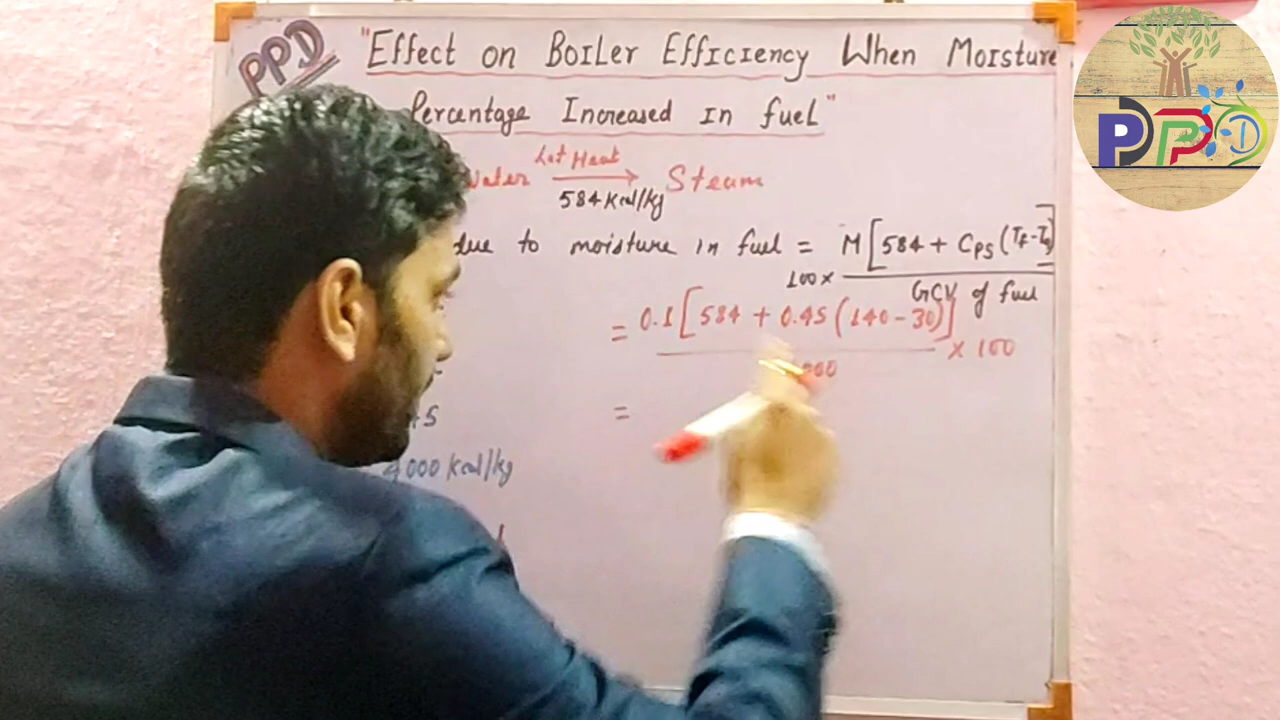 PPD "Effect on Boiler Efficiency When Moisture
Percentage Increased In fuel"
Water Lat Heat Steam
584 Kcal/kg
due to moisture in fuel = M[584 + CPS (Tf-Ta)]
100 × GCV of fuel
= 0.1 [584 + 0.45 (140-30)]
× 100
000
=
5
4000 Kcal/kg
PPD